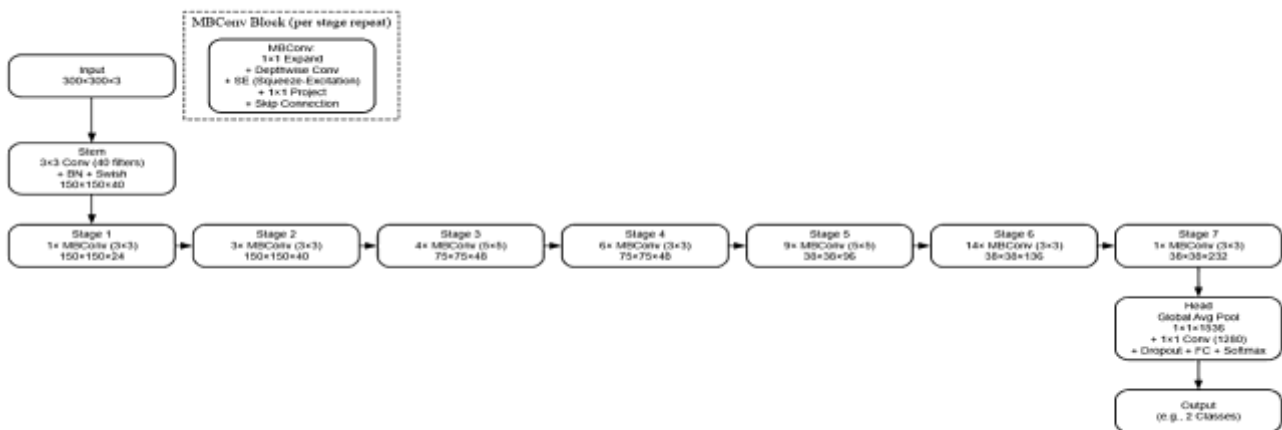 MBConv Block (per stage repeat)
MBConv:
1×1 Expand
+ Depthwise Conv
+ SE (Squeeze-Excitation)
+ 1×1 Project
+ Skip Connection
Input
300×300×3
Stem
3×3 Conv (40 filters)
+ BN + Swish
150×150×40
Stage 1
1× MBConv (3×3)
150×150×24
Stage 2
3× MBConv (3×3)
150×150×40
Stage 3
4× MBConv (5×5)
75×75×48
Stage 4
6× MBConv (3×3)
75×75×48
Stage 5
9× MBConv (5×5)
38×38×96
Stage 6
14× MBConv (3×3)
38×38×136
Stage 7
1× MBConv (3×3)
38×38×232
Head
Global Avg Pool
1×1×1536
+ 1×1 Conv (1280)
+ Dropout + FC + Softmax
Output
(e.g., 2 Classes)